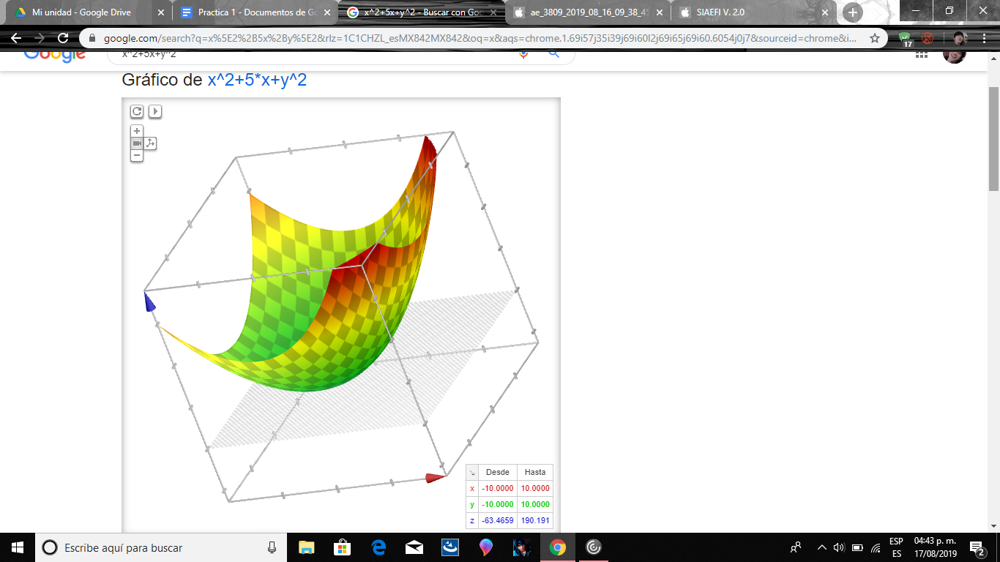 Mi unidad - Google Drive
Practica 1 - Documentos de Go
x^2+5x+y^2 - Buscar con Goo
ae_3809_2019_08_16_09_38_45
SIAEFI V. 2.0
google.com/search?q=x%5E2%2B5x%2By%5E2&rlz=1C1CHZL_esMX842MX842&oq=x&aqs=chrome.1.69i57j35i39j69i60l2j69i65j69i60.6054j0j7&sourceid=chrome&i...
17
Google
x^2+5x+y^2
Gráfico de x^2+5*x+y^2
Desde Hasta
x -10.0000 10.0000
y -10.0000 10.0000
z -63.4659 190.191
Escribe aquí para buscar
ESP
ES
04:43 p. m.
17/08/2019
2